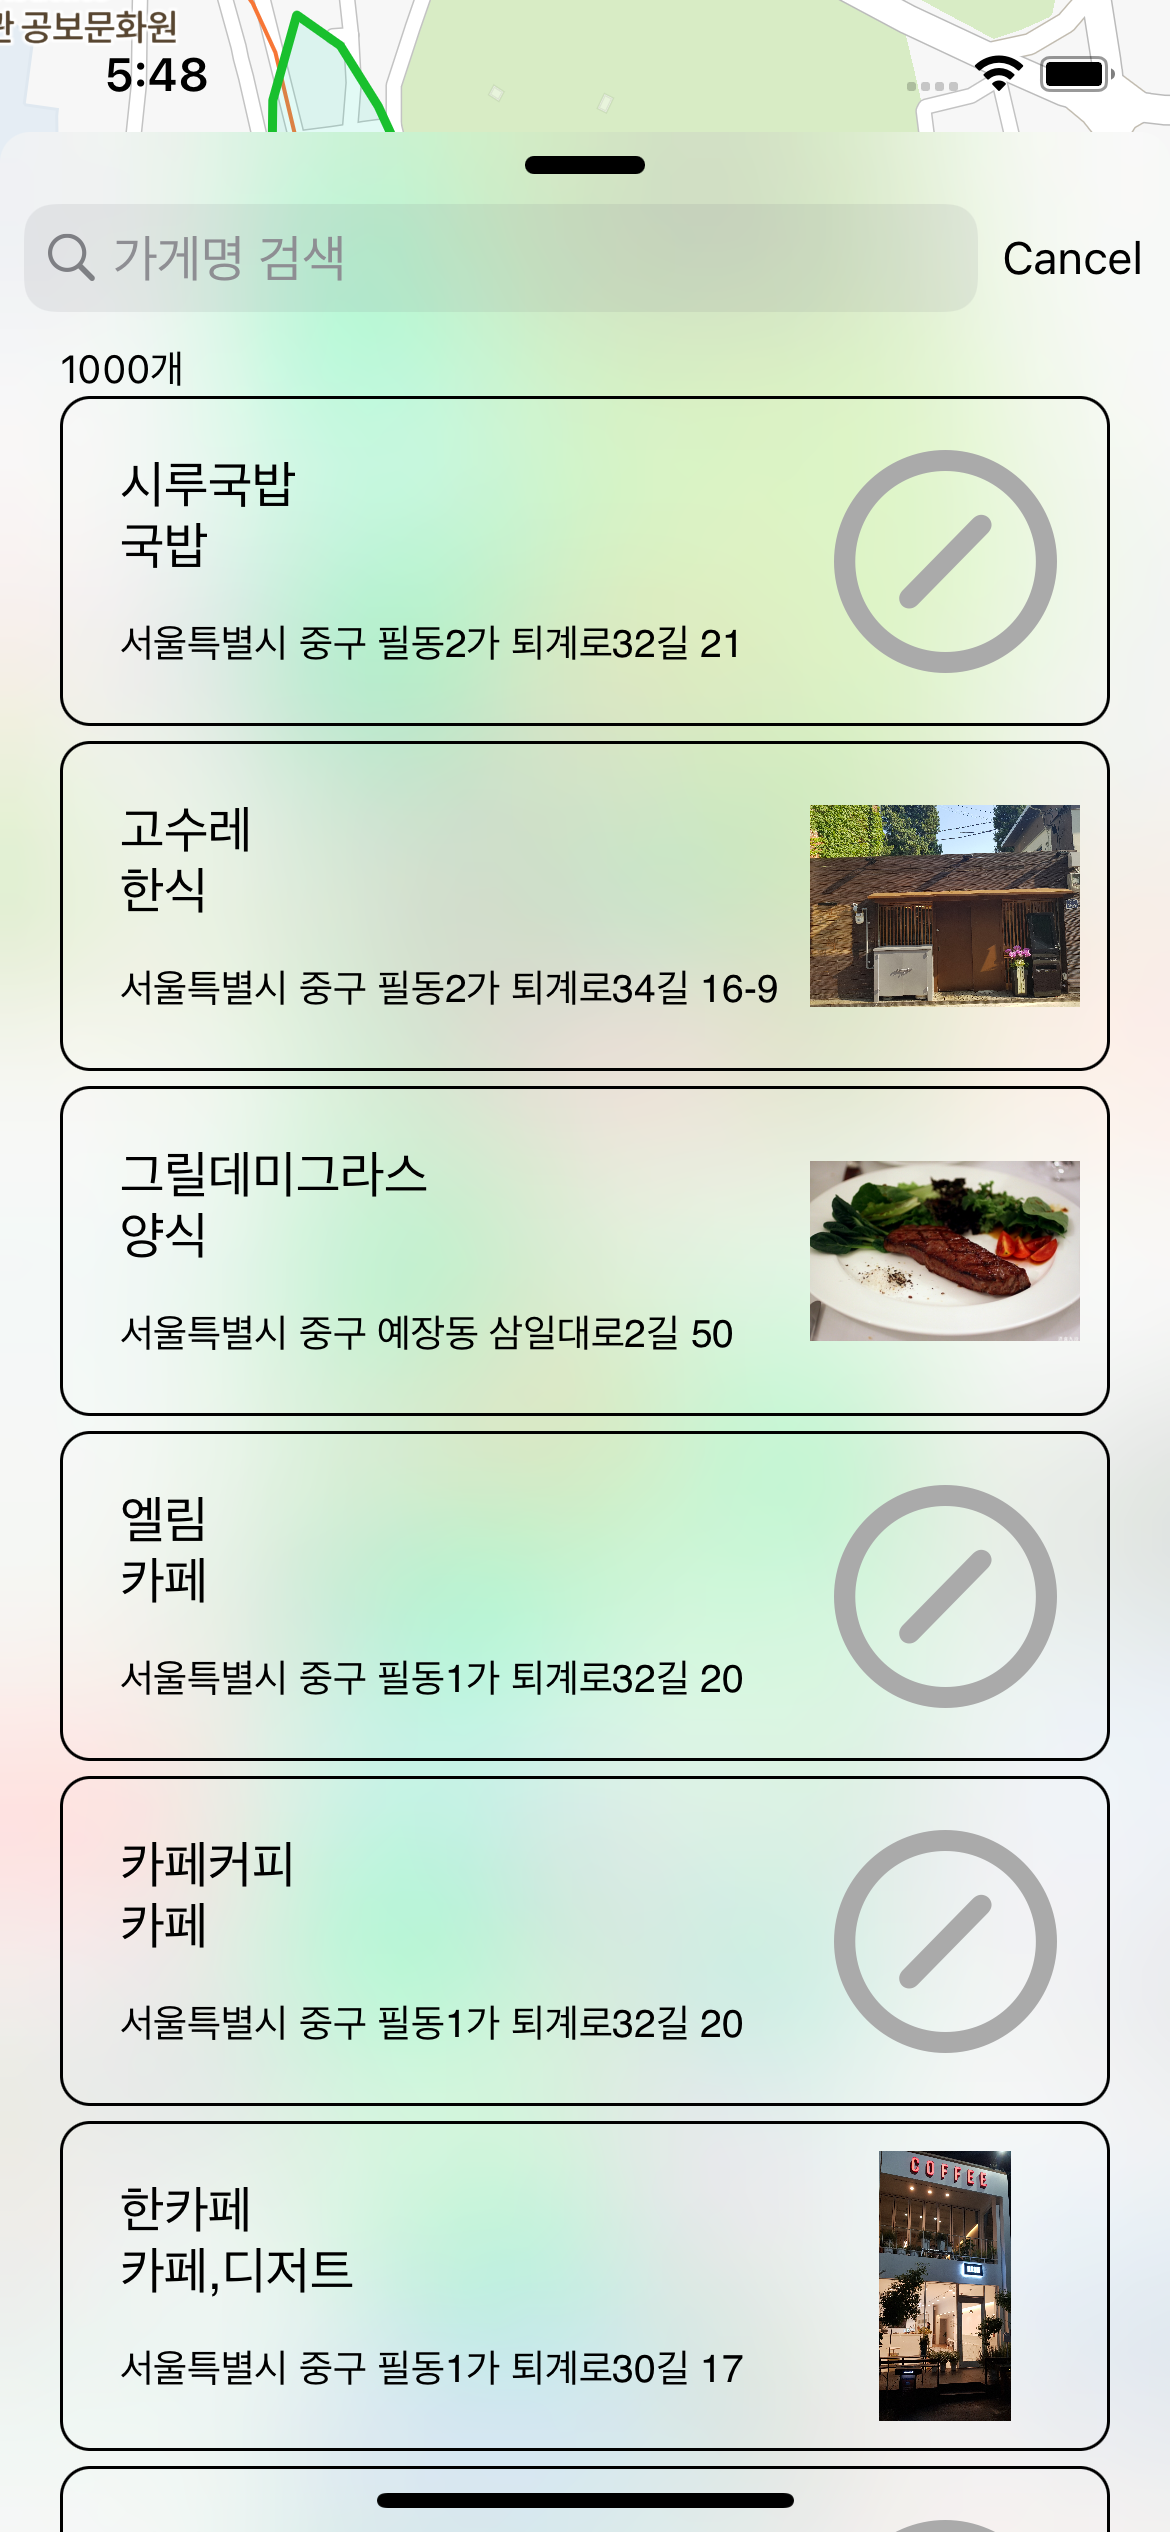 공보문화원
5:48
가게명 검색
Cancel
1000개
시루국밥
국밥
서울특별시 중구 필동2가 퇴계로32길 21
고수레
한식
서울특별시 중구 필동2가 퇴계로34길 16-9
그릴데미그라스
양식
서울특별시 중구 예장동 삼일대로2길 50
엘림
카페
서울특별시 중구 필동1가 퇴계로32길 20
카페커피
카페
서울특별시 중구 필동1가 퇴계로32길 20
한카페
카페,디저트
서울특별시 중구 필동1가 퇴계로30길 17
COFFEE